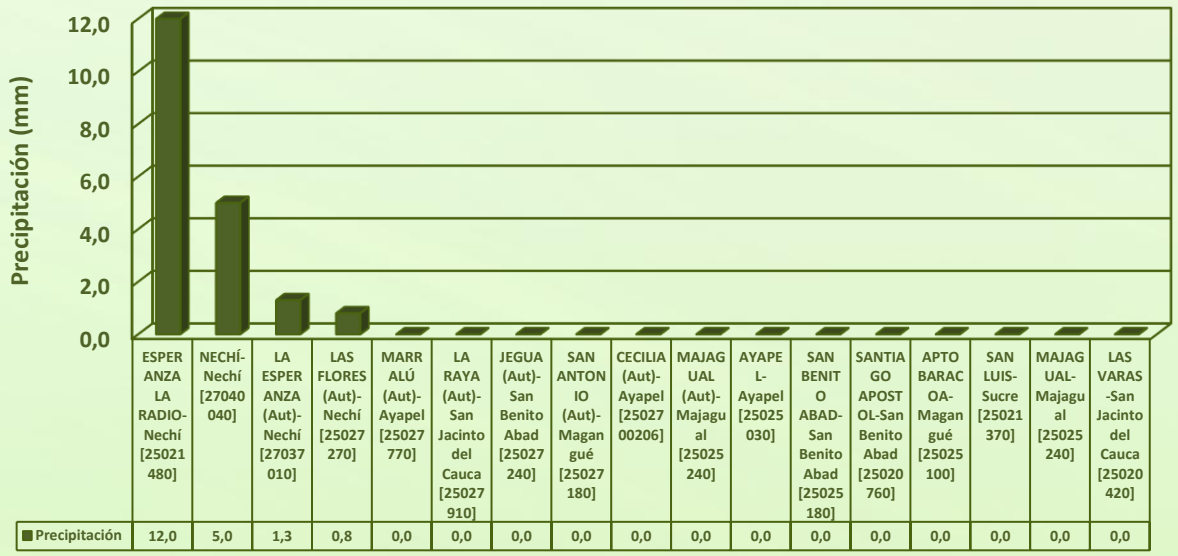 Precipitación (mm)
12,0
10,0
8,0
6,0
4,0
2,0
0,0
ESPER
ANZA
LA
RADIO-
Nechí
[25021
480]
NECHÍ-
Nechí
[27040
040]
LA
ESPER
ANZA
(Aut)-
Nechí
[27037
010]
LAS
FLORES
(Aut)-
Nechí
[25027
270]
MARR
ALÚ
(Aut)-
Ayapel
[25027
770]
LA
RAYA
(Aut)-
San
Jacinto
del
Cauca
[25027
910]
JEGUA
(Aut)-
San
Benito
Abad
[25027
240]
SAN
ANTON
IO
(Aut)-
Magan
gué
[25027
180]
CECILIA
(Aut)-
Ayapel
[25027
00206]
MAJAG
UAL
(Aut)-
Majagu
al
[25025
240]
AYAPE
L-
Ayapel
[25025
030]
SAN
BENIT
O
ABAD-
San
Benito
Abad
[25025
180]
SANTIA
GO
APOST
OL-San
Benito
Abad
[25020
760]
APTO
BARAC
OA-
Magan
gué
[25025
100]
SAN
LUIS-
Sucre
[25021
370]
MAJAG
UAL-
Majagu
al
[25025
240]
LAS
VARAS
-San
Jacinto
del
Cauca
[25020
420]
Precipitación 12,0 5,0 1,3 0,8 0,0 0,0 0,0 0,0 0,0 0,0 0,0 0,0 0,0 0,0 0,0 0,0 0,0